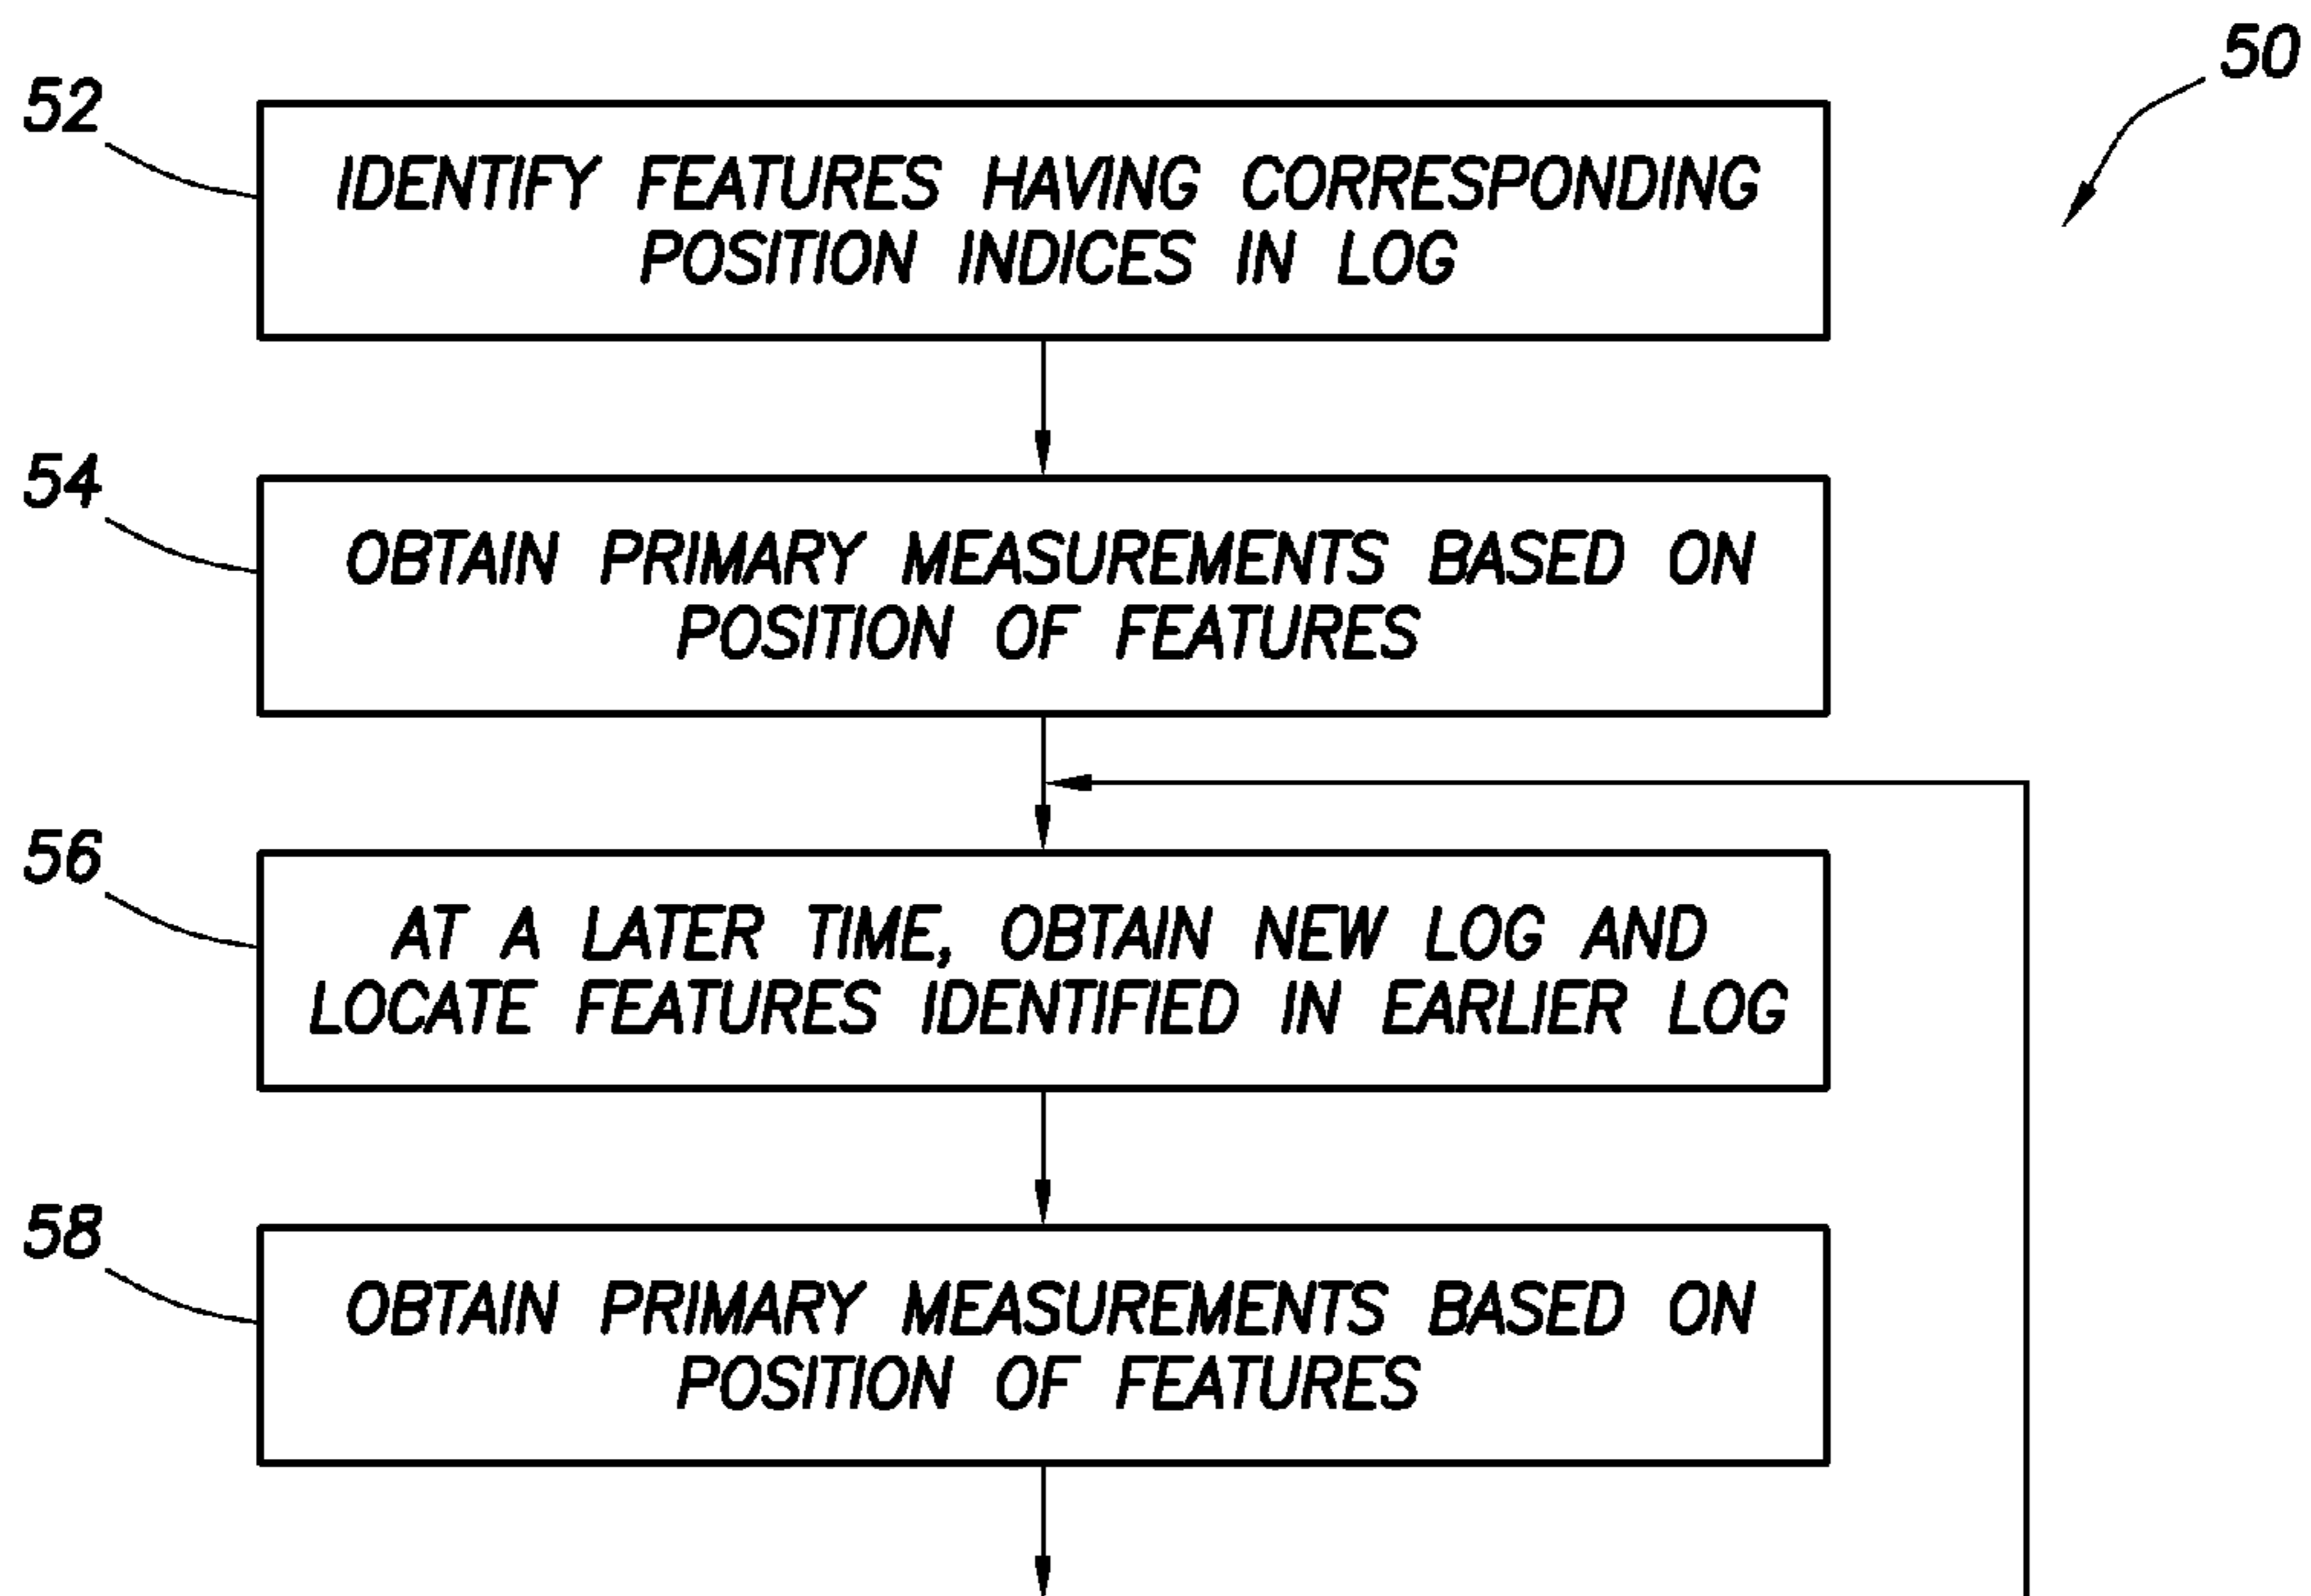 50
52
IDENTIFY FEATURES HAVING CORRESPONDING
POSITION INDICES IN LOG
54
OBTAIN PRIMARY MEASUREMENTS BASED ON
POSITION OF FEATURES
56
AT A LATER TIME, OBTAIN NEW LOG AND
LOCATE FEATURES IDENTIFIED IN EARLIER LOG
58
OBTAIN PRIMARY MEASUREMENTS BASED ON
POSITION OF FEATURES